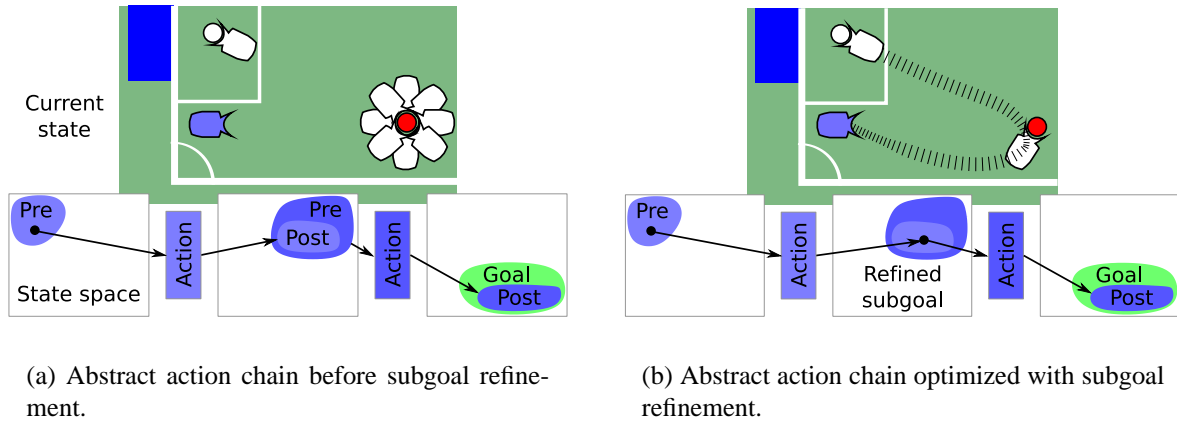 Current
state
Pre
Action
Pre
Post
Action
State space
Goal
Post
Pre
Action
Refined
subgoal
Action
Goal
Post
(a) Abstract action chain before subgoal refine-
ment.
(b) Abstract action chain optimized with subgoal
refinement.